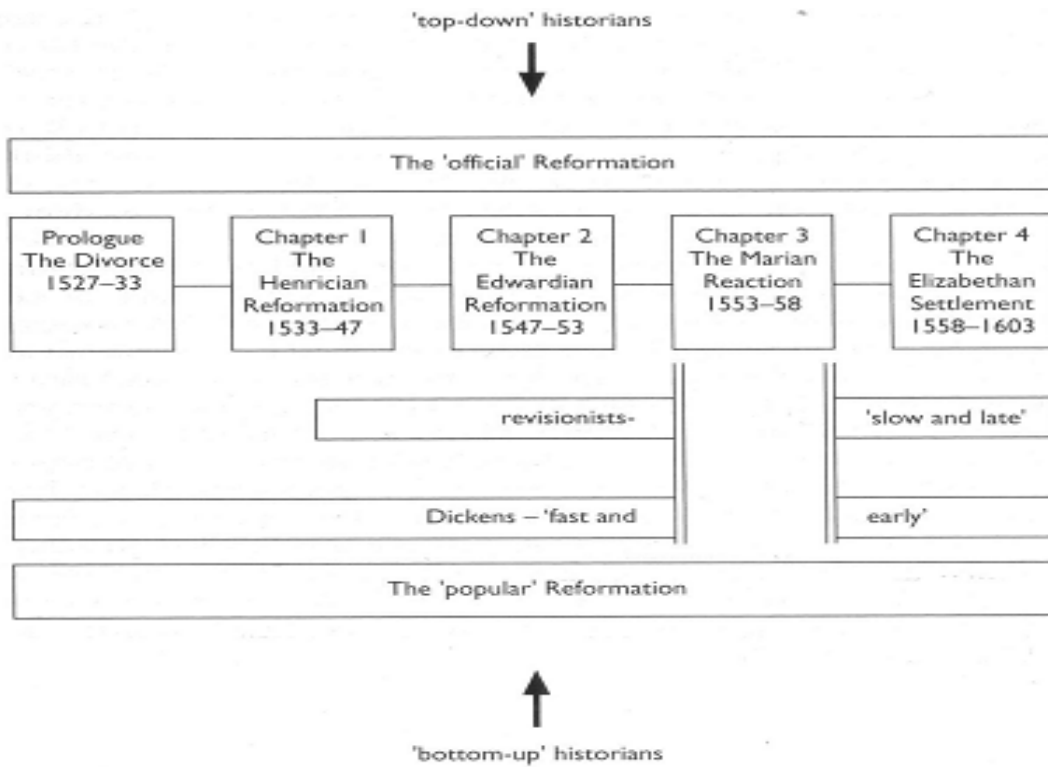 'top-down' historians
The 'official' Reformation
Prologue
The Divorce
1527–33
Chapter 1
The
Henrician
Reformation
1533–47
Chapter 2
The
Edwardian
Reformation
1547–53
Chapter 3
The Marian
Reaction
1553–58
Chapter 4
The
Elizabethan
Settlement
1558–1603
revisionists- 'slow and late'
Dickens – 'fast and early'
The 'popular' Reformation
'bottom-up' historians